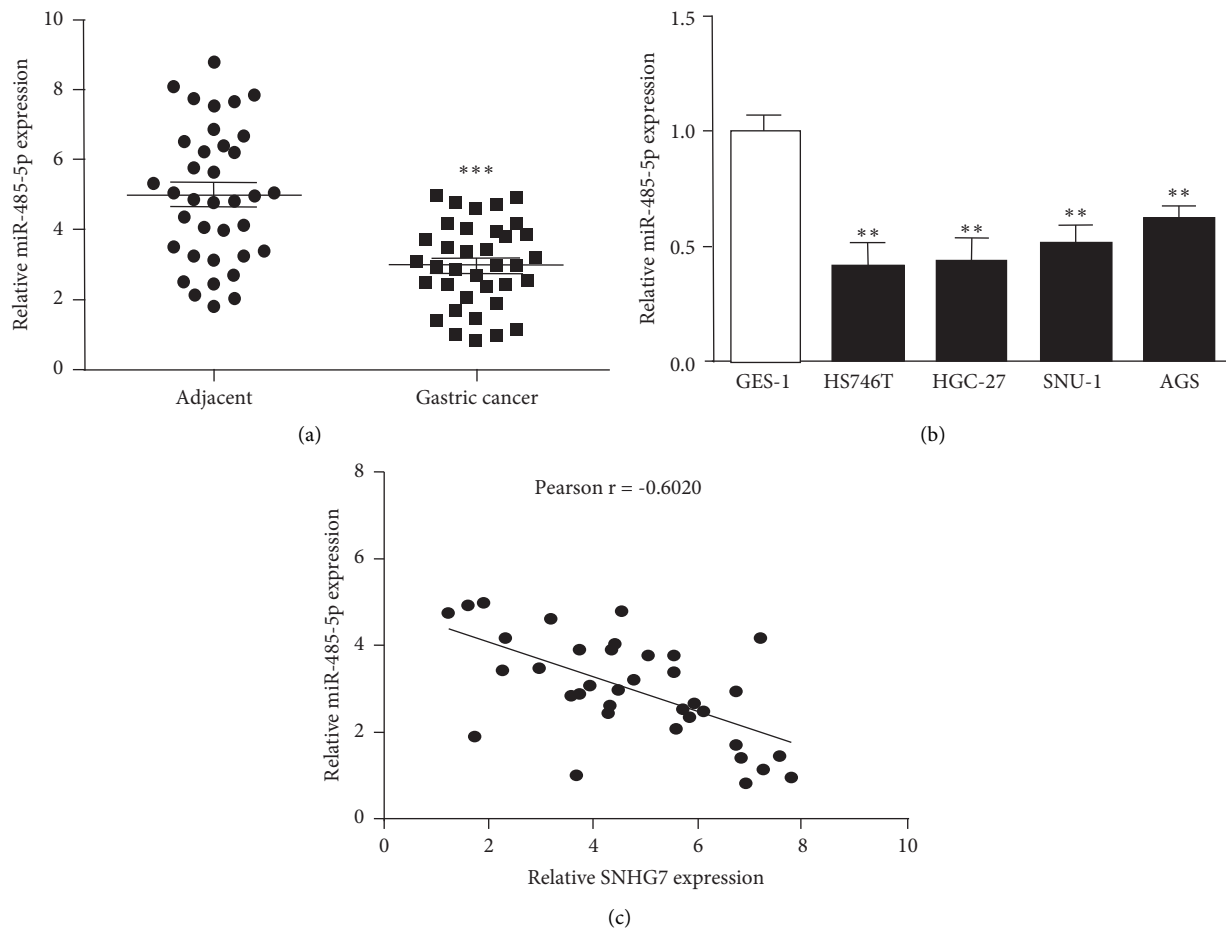 Relative miR-485-5p expression
10
8
6
4
2
0
***
Adjacent
Gastric cancer
(a)
Relative miR-485-5p expression
1.5
1.0
0.5
0.0
**
**
**
**
GES-1
HS746T
HGC-27
SNU-1
AGS
(b)
Relative miR-485-5p expression
8
6
4
2
0
Pearson r = -0.6020
0
2
4
6
8
10
Relative SNHG7 expression
(c)